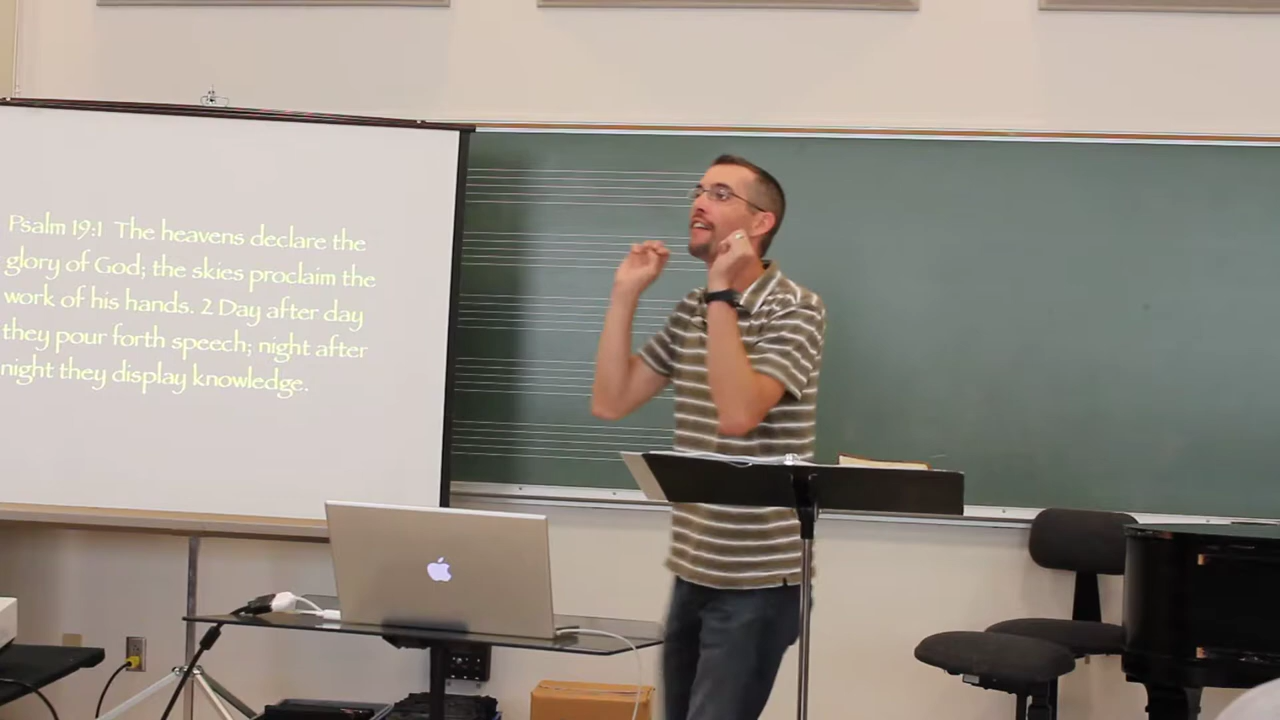 Psalm 19:1 The heavens declare the
glory of God; the skies proclaim the
work of his hands. 2 Day after day
they pour forth speech; night after
night they display knowledge.